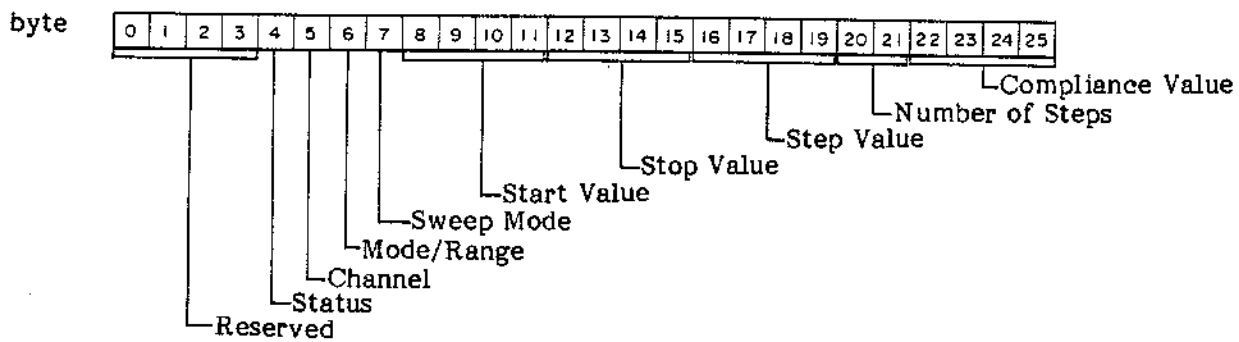 byte 0 1 2 3 4 5 6 7 8 9 10 11 12 13 14 15 16 17 18 19 20 21 22 23 24 25
Compliance Value
Number of Steps
Step Value
Stop Value
Start Value
Sweep Mode
Mode/Range
Channel
Status
Reserved